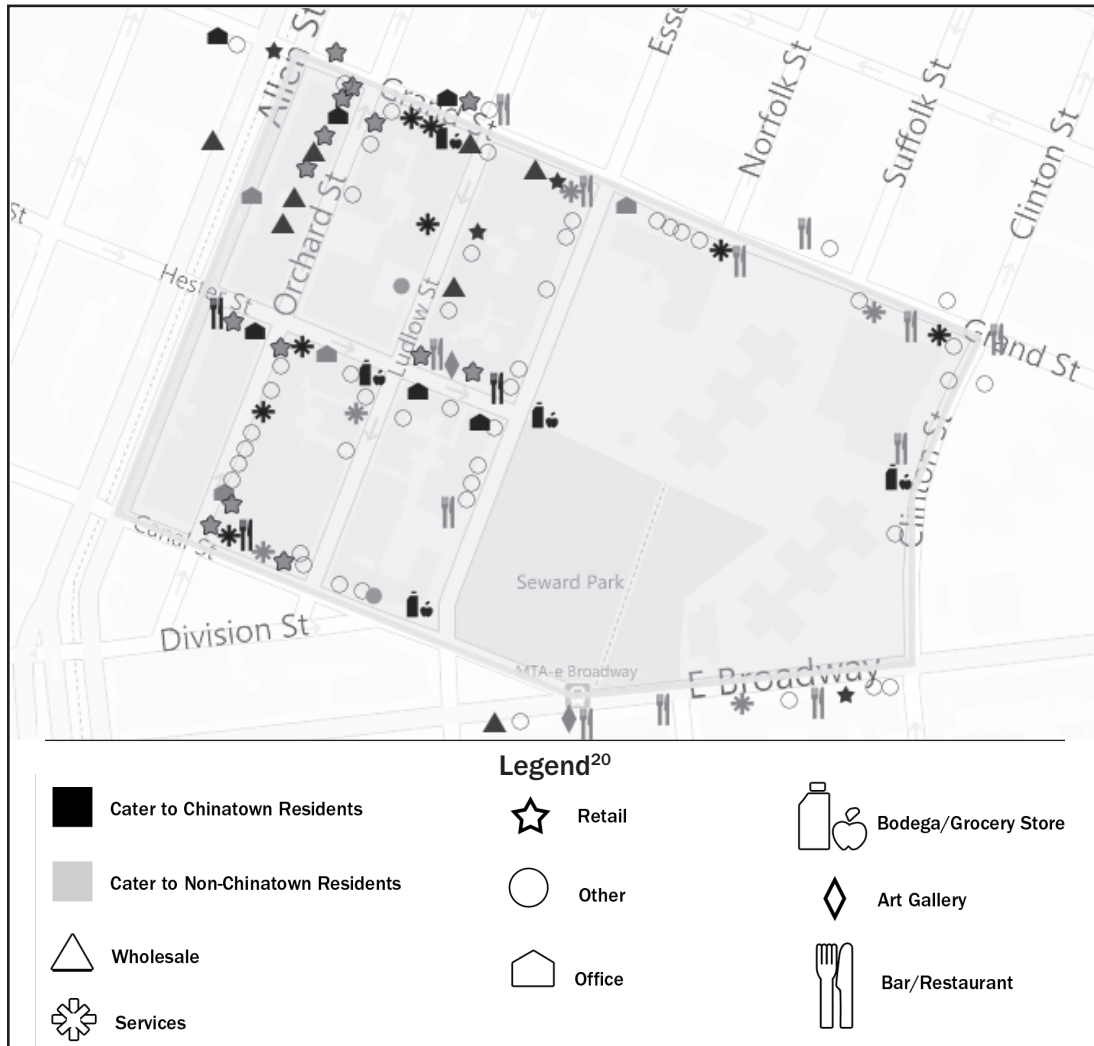 Allen St
Grand St
Esse
Norfolk St
Suffolk St
Clinton St
St
Orchard St
Hester St
Ludlow St
Grand St
Clinton St
Canal St
Division St
Seward Park
MTA-e Broadway
E Broadway
Legend20
Cater to Chinatown Residents
Cater to Non-Chinatown Residents
Wholesale
Services
Retail
Other
Office
Bodega/Grocery Store
Art Gallery
Bar/Restaurant